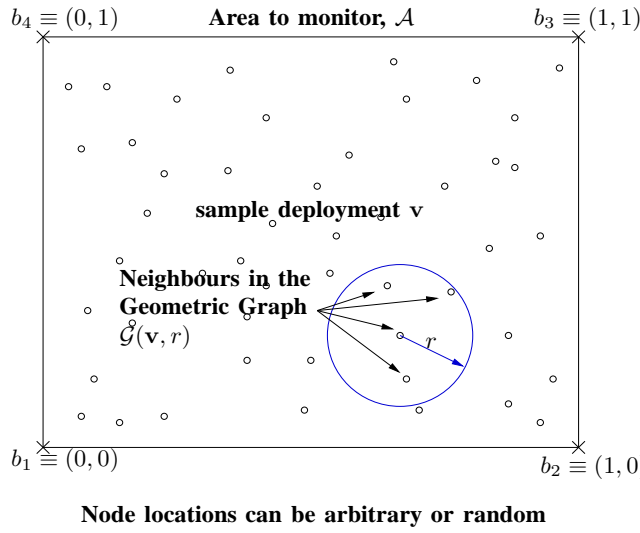 b₄ ≡ (0, 1) Area to monitor, 𝒜 b₃ ≡ (1, 1)
sample deployment v
Neighbours in the
Geometric Graph
𝒢(v, r)
r
b₁ ≡ (0, 0)
b₂ ≡ (1, 0
Node locations can be arbitrary or random